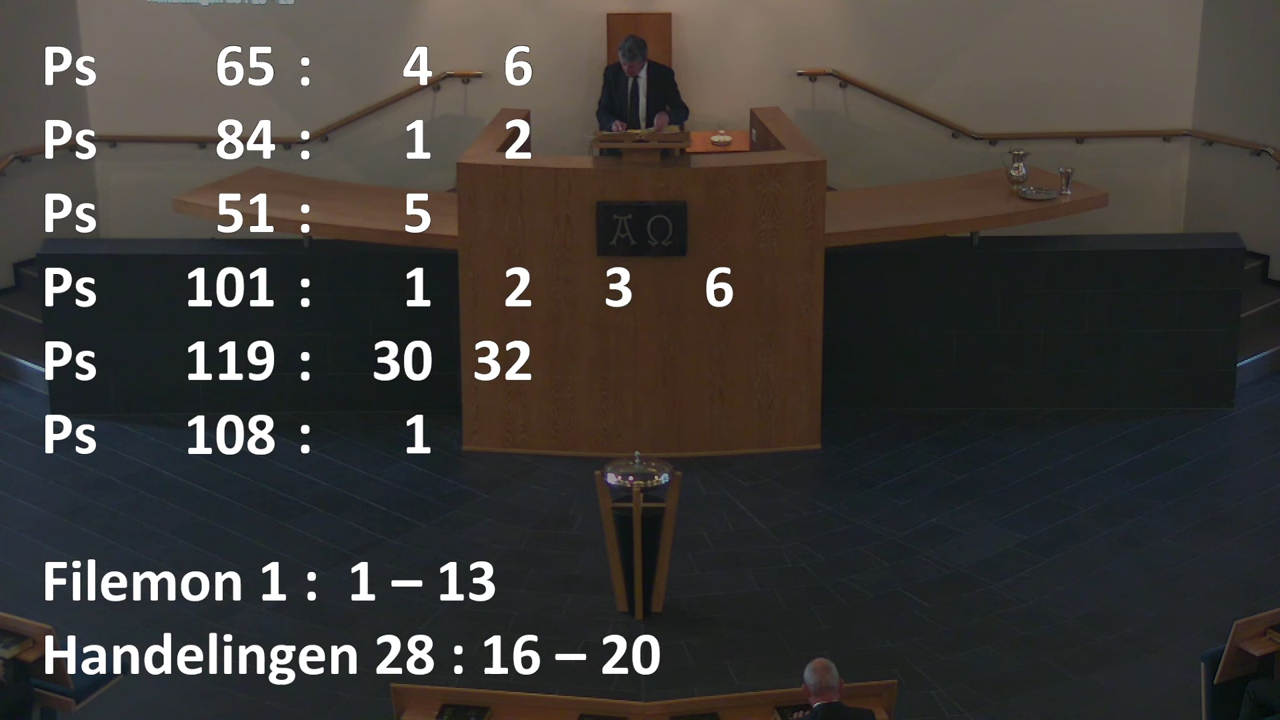 Ps 65 : 4 6
Ps 84 : 1 2
Ps 51 : 5
Ps 101 : 1 2 3 6
Ps 119 : 30 32
Ps 108 : 1
Filemon 1 : 1 – 13
Handelingen 28 : 16 – 20
Α Ω